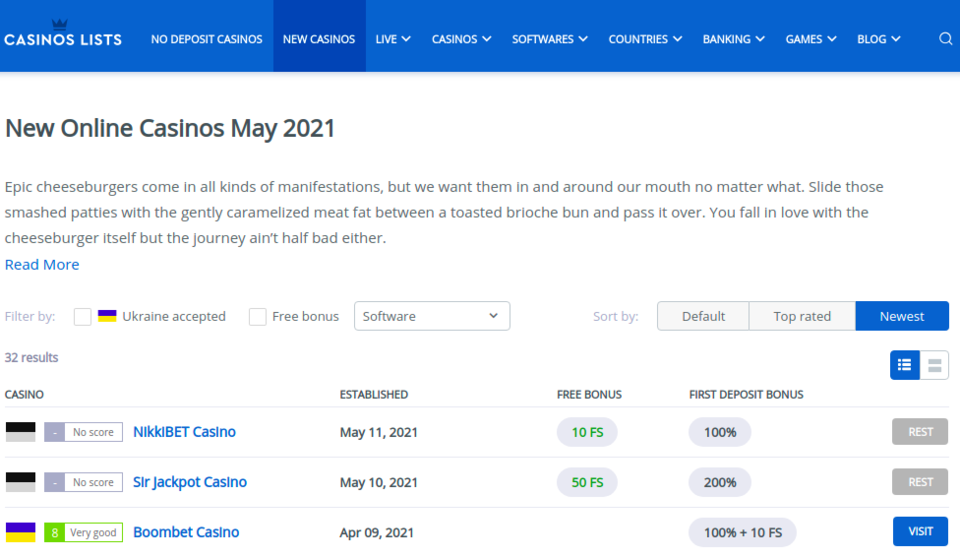 CASINOS LISTS NO DEPOSIT CASINOS NEW CASINOS LIVE CASINOS SOFTWARES COUNTRIES BANKING GAMES BLOG
New Online Casinos May 2021
Epic cheeseburgers come in all kinds of manifestations, but we want them in and around our mouth no matter what. Slide those
smashed patties with the gently caramelized meat fat between a toasted brioche bun and pass it over. You fall in love with the
cheeseburger itself but the journey ain’t half bad either.
Read More
Filter by: Ukraine accepted Free bonus Software Sort by: Default Top rated Newest
32 results
CASINO ESTABLISHED FREE BONUS FIRST DEPOSIT BONUS
- No score NikkiBET Casino May 11, 2021 10 FS 100% REST
- No score Sir Jackpot Casino May 10, 2021 50 FS 200% REST
8 Very good Boombet Casino Apr 09, 2021 100% + 10 FS VISIT